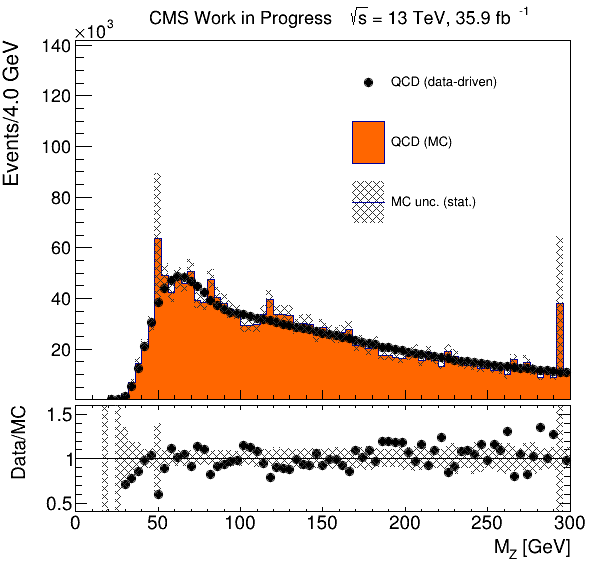 CMS Work in Progress √s = 13 TeV, 35.9 fb⁻¹
×10³
Events/4.0 GeV
140
120
100
80
60
40
20
QCD (data-driven)
QCD (MC)
MC unc. (stat.)
Data/MC
1.5
1
0.5
0 50 100 150 200 250 300
M_Z [GeV]